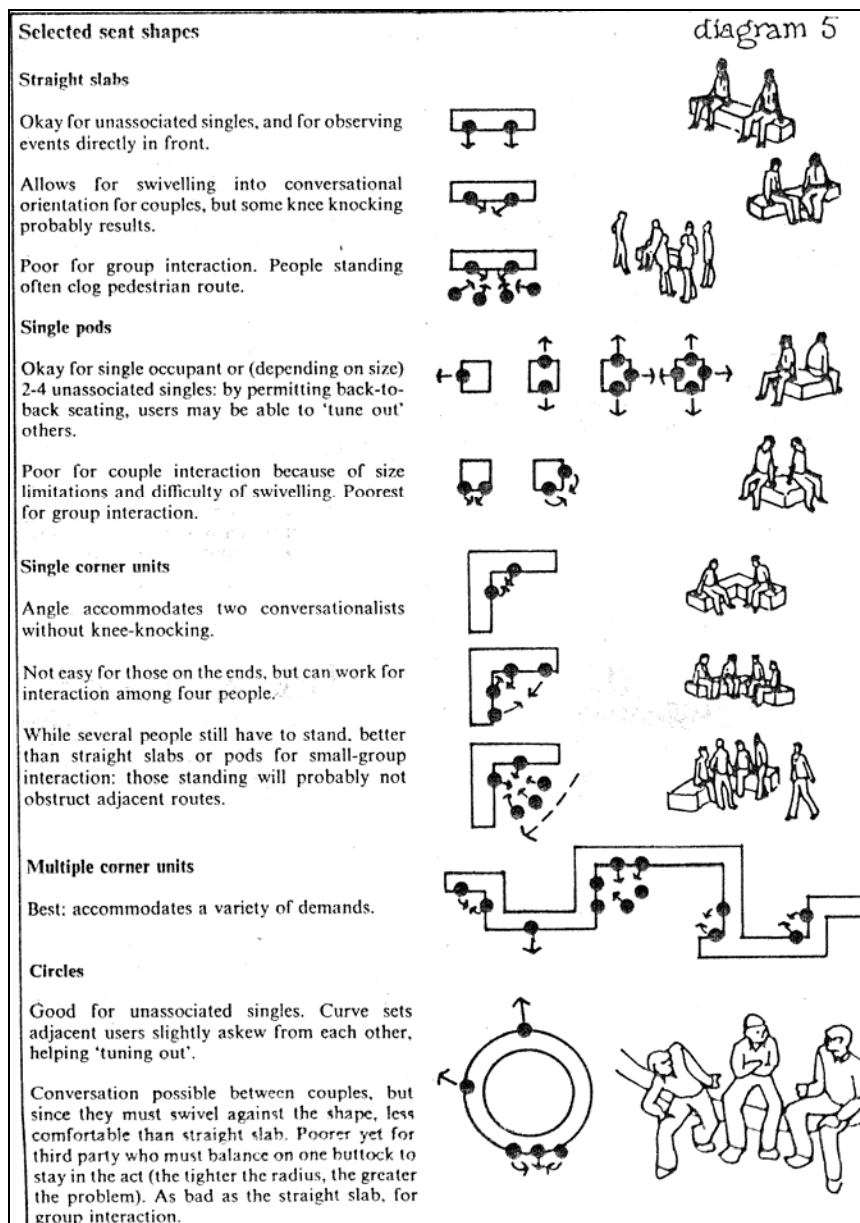 Selected seat shapes
diagram 5
Straight slabs
Okay for unassociated singles, and for observing
events directly in front.
Allows for swivelling into conversational
orientation for couples, but some knee knocking
probably results.
Poor for group interaction. People standing
often clog pedestrian route.
Single pods
Okay for single occupant or (depending on size)
2-4 unassociated singles: by permitting back-to-
back seating, users may be able to ‘tune out’
others.
Poor for couple interaction because of size
limitations and difficulty of swivelling. Poorest
for group interaction.
Single corner units
Angle accommodates two conversationalists
without knee-knocking.
Not easy for those on the ends, but can work for
interaction among four people.
While several people still have to stand, better
than straight slabs or pods for small-group
interaction: those standing will probably not
obstruct adjacent routes.
Multiple corner units
Best: accommodates a variety of demands.
Circles
Good for unassociated singles. Curve sets
adjacent users slightly askew from each other,
helping ‘tuning out’.
Conversation possible between couples, but
since they must swivel against the shape, less
comfortable than straight slab. Poorer yet for
third party who must balance on one buttock to
stay in the act (the tighter the radius, the greater
the problem). As bad as the straight slab, for
group interaction.